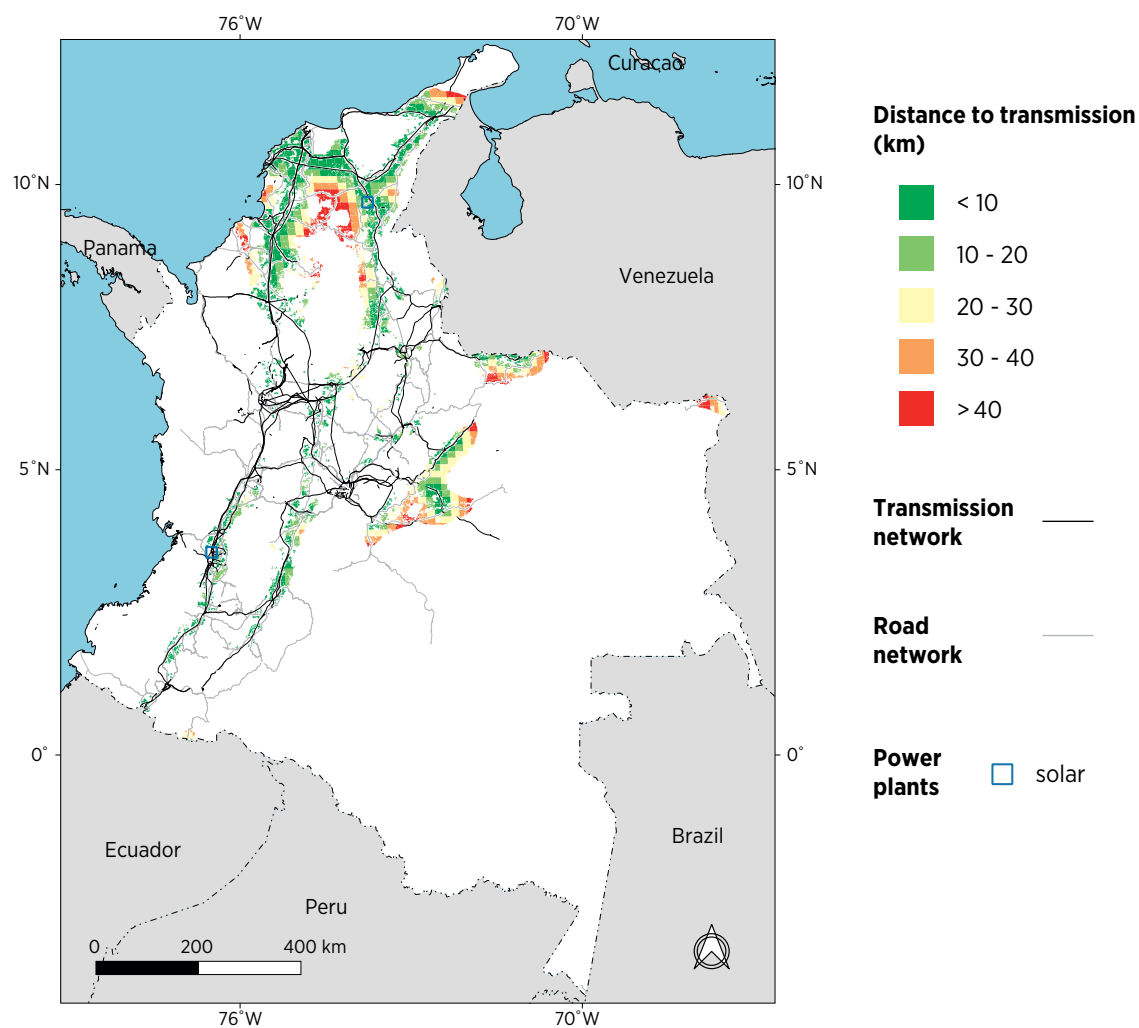 76°W 70°W
Curaçao
10°N 10°N
Panama
Venezuela
5°N 5°N
0° 0°
Ecuador
Brazil
Peru
0 200 400 km
76°W 70°W
Distance to transmission
(km)
< 10
10 - 20
20 - 30
30 - 40
> 40
Transmission
network
Road
network
Power
plants
solar